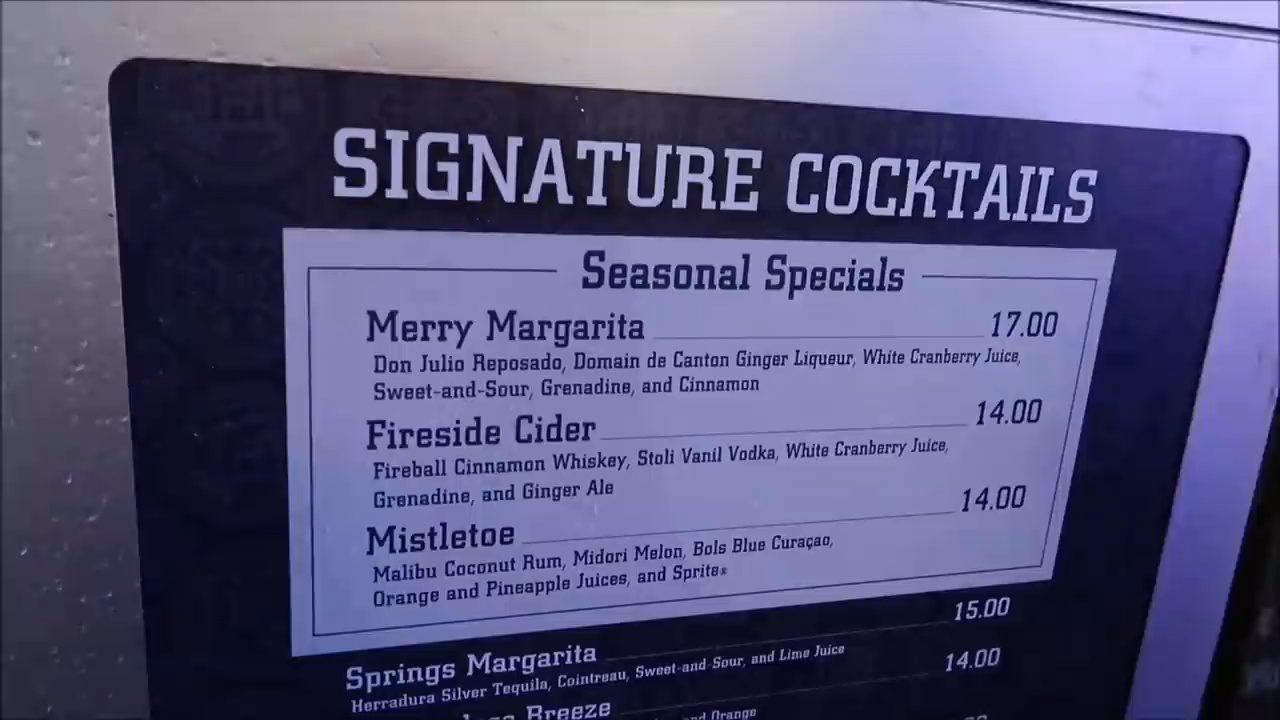 SIGNATURE COCKTAILS
Seasonal Specials
Merry Margarita 17.00
Don Julio Reposado, Domain de Canton Ginger Liqueur, White Cranberry Juice,
Sweet-and-Sour, Grenadine, and Cinnamon
Fireside Cider 14.00
Fireball Cinnamon Whiskey, Stoli Vanil Vodka, White Cranberry Juice,
Grenadine, and Ginger Ale
Mistletoe 14.00
Malibu Coconut Rum, Midori Melon, Bols Blue Curaçao,
Orange and Pineapple Juices, and Sprite®
Springs Margarita 15.00
Herradura Silver Tequila, Cointreau, Sweet-and-Sour, and Lime Juice
Breeze 14.00
and Orange